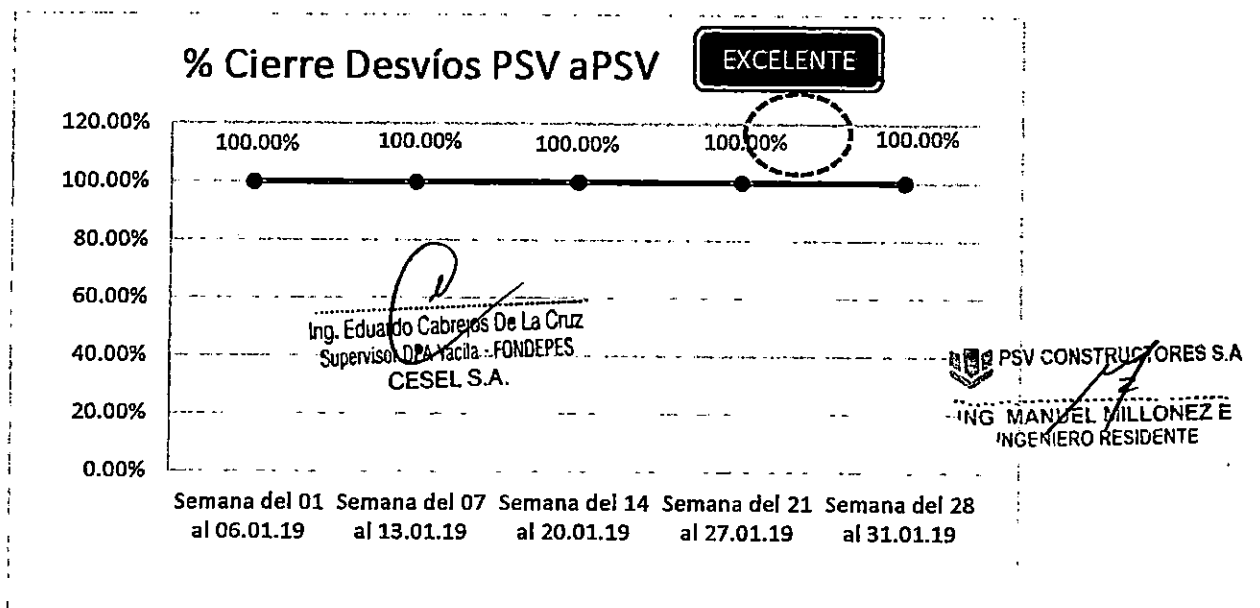 % Cierre Desvíos PSV aPSV
EXCELENTE
120.00%
100.00% 100.00% 100.00% 100.00% 100.00%
100.00%
80.00%
60.00%
Ing. Eduardo Cabrejos De La Cruz
Supervisor DPA Yacila - FONDEPES
CESEL S.A.
40.00%
PSV CONSTRUCTORES S.A
ING MANUEL MILLONEZ E
INGENIERO RESIDENTE
20.00%
0.00%
Semana del 01 Semana del 07 Semana del 14 Semana del 21 Semana del 28
al 06.01.19 al 13.01.19 al 20.01.19 al 27.01.19 al 31.01.19